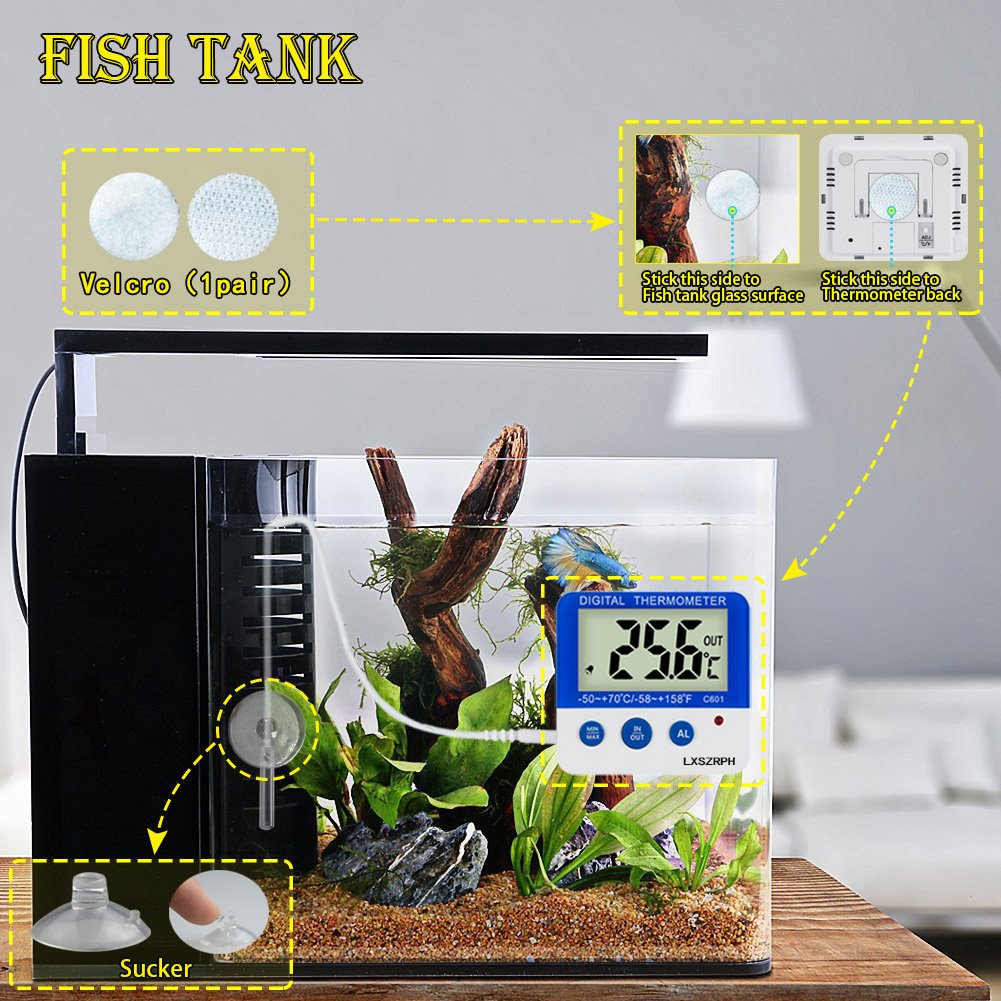 FISH TANK
Velcro（1pair）
Stick this side to
Fish tank glass surface
Stick this side to
Thermometer back
ADJ
°C/°F
DIGITAL THERMOMETER
25.6 OUT
°C
-50~+70°C/-58~+158°F C601
MIN
MAX
IN
OUT
AL
LXSZRPH
Sucker